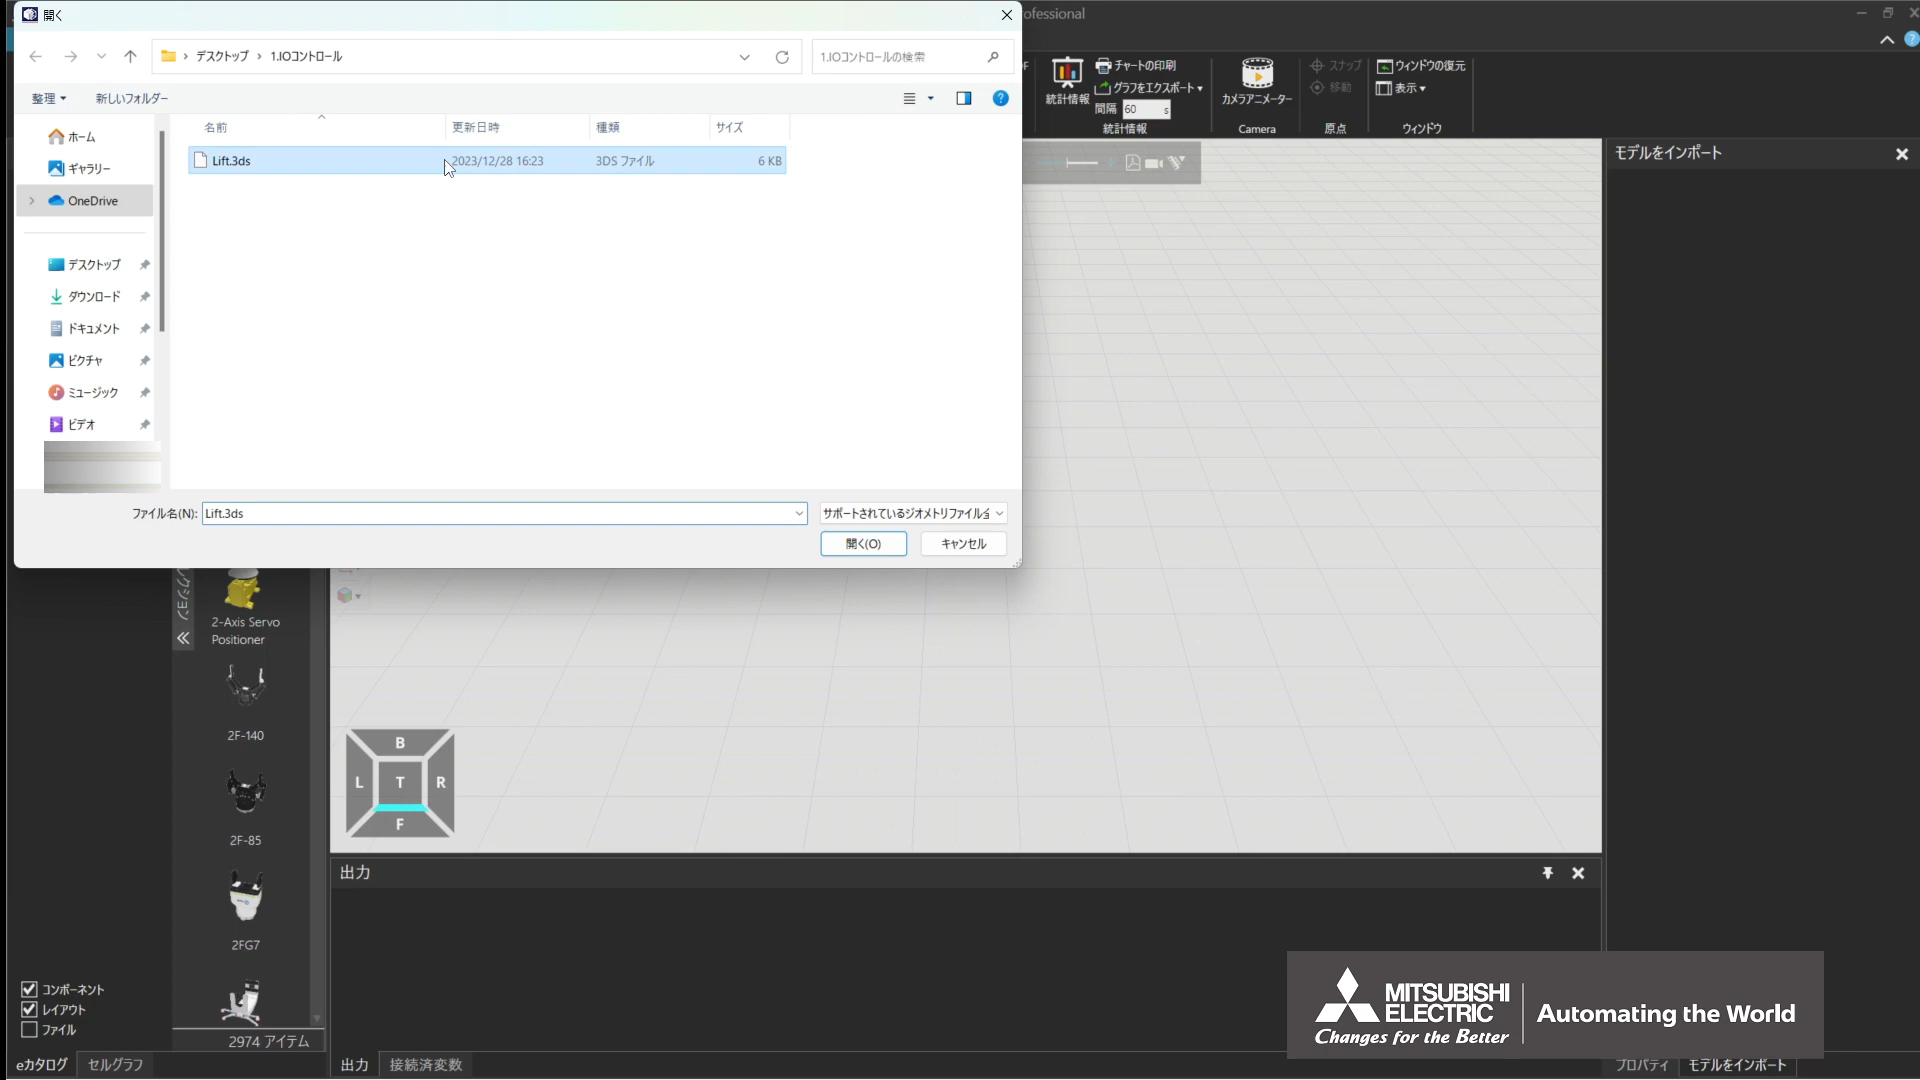 開く
デスクトップ > 1.IOコントロール
1.IOコントロールの検索
整理
新しいフォルダー
名前
更新日時
種類
サイズ
Lift.3ds
2023/12/28 16:23
3DS ファイル
6 KB
ホーム
ギャラリー
OneDrive
デスクトップ
ダウンロード
ドキュメント
ピクチャ
ミュージック
ビデオ
ファイル名(N):
Lift.3ds
サポートされているジオメトリファイル全
開く(O)
キャンセル
ofessional
統計情報
チャートの印刷
グラフをエクスポート
間隔 60 s
統計情報
カメラアニメーター
Camera
スナップ
移動
原点
ウィンドウの復元
表示
ウィンドウ
モデルをインポート
2-Axis Servo
Positioner
2F-140
2F-85
2FG7
2974 アイテム
コンポーネント
レイアウト
ファイル
eカタログ
セルグラフ
B
L
T
R
F
出力
出力
接続済変数
プロパティ
モデルをインポート
MITSUBISHI
ELECTRIC
Changes for the Better
Automating the World